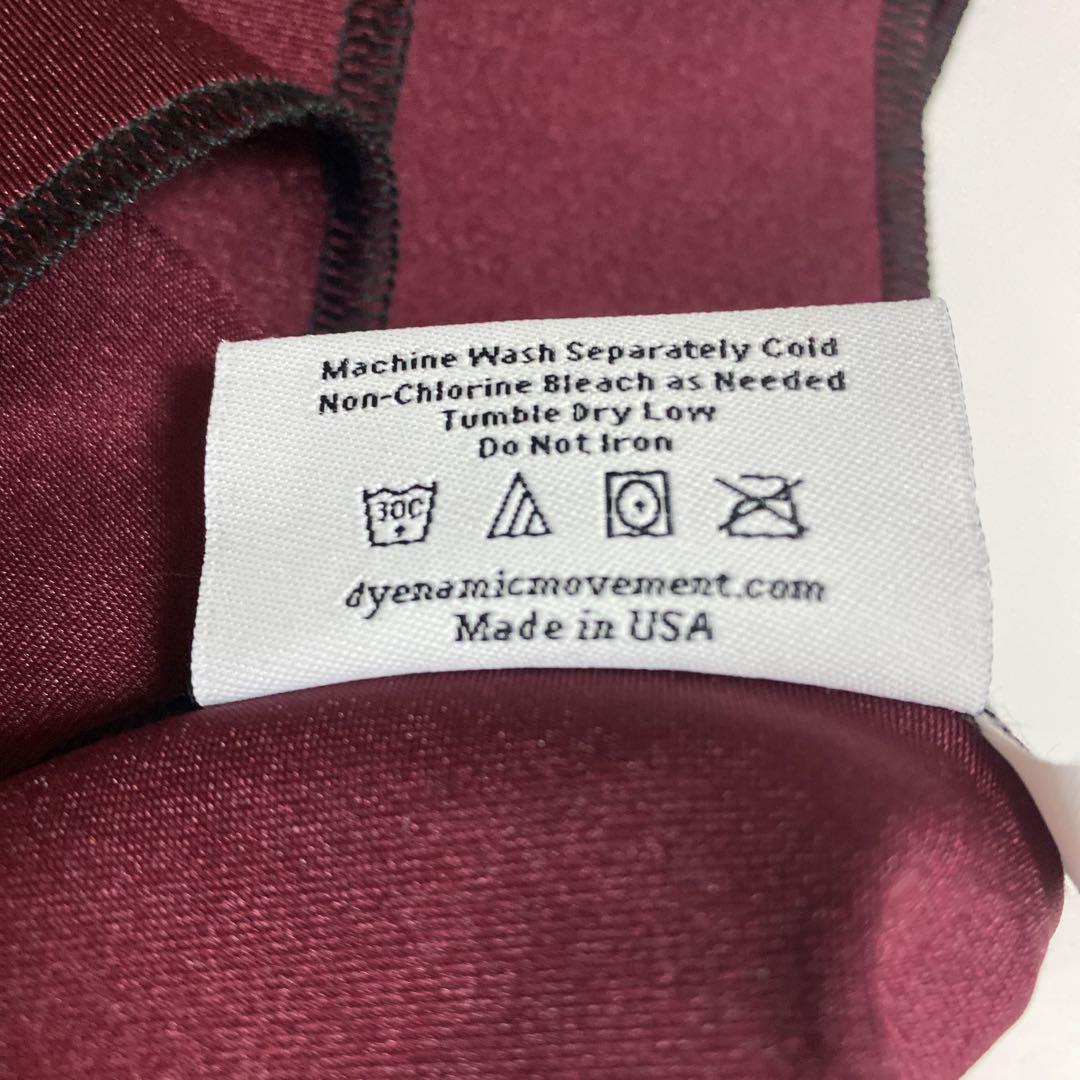 Machine Wash Separately Cold
Non-Chlorine Bleach as Needed
Tumble Dry Low
Do Not Iron
30C
dyenamicmovement.com
Made in USA